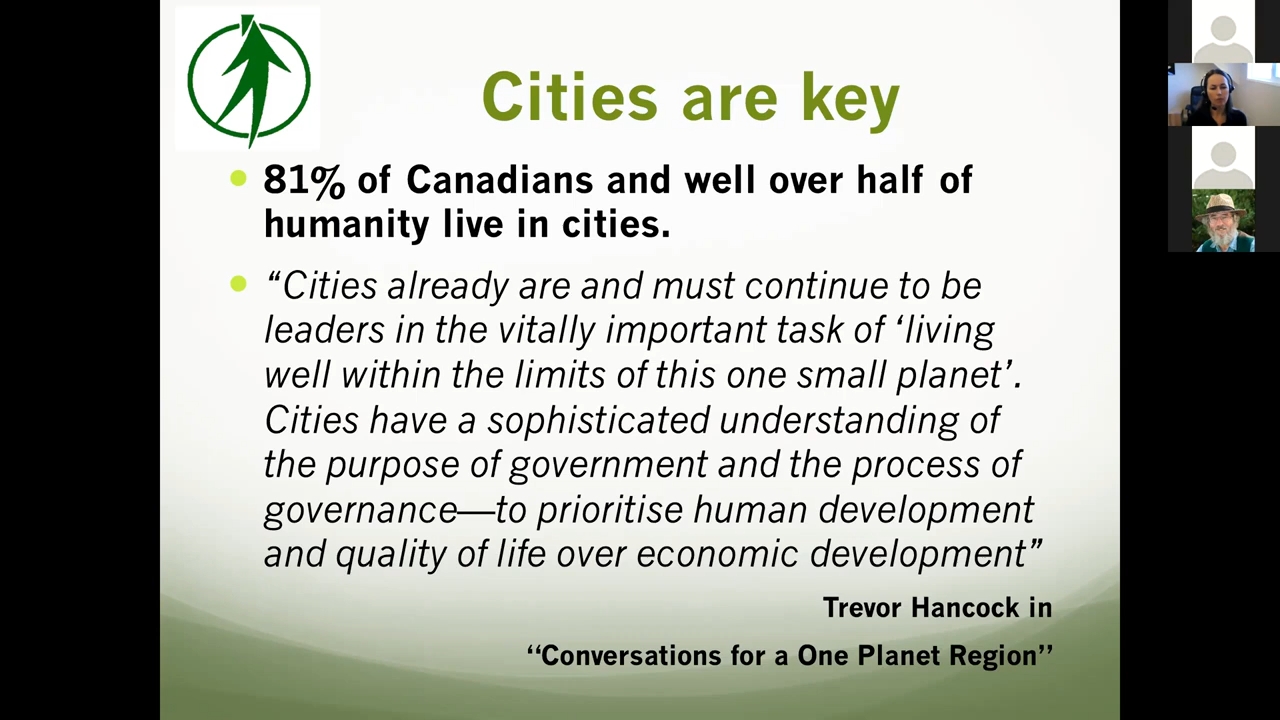 Cities are key
81% of Canadians and well over half of
humanity live in cities.
“Cities already are and must continue to be
leaders in the vitally important task of ‘living
well within the limits of this one small planet’.
Cities have a sophisticated understanding of
the purpose of government and the process of
governance—to prioritise human development
and quality of life over economic development”
Trevor Hancock in
“Conversations for a One Planet Region”